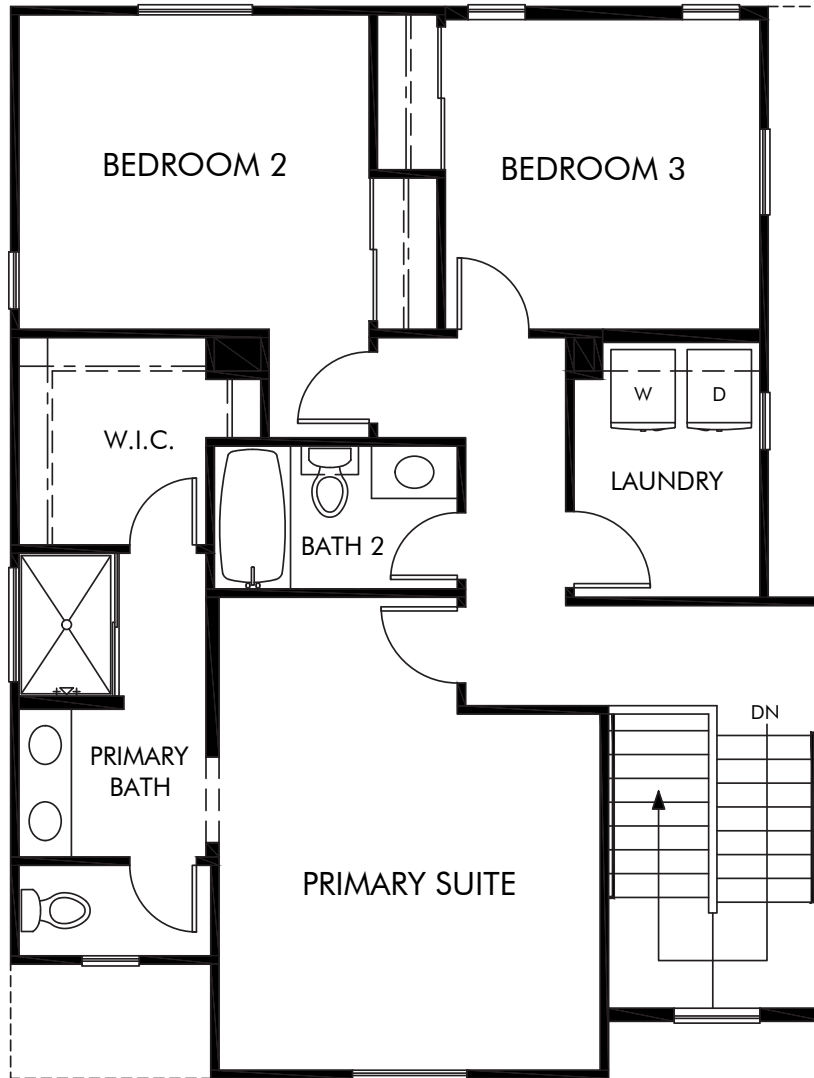 BEDROOM 2
BEDROOM 3
W
D
W.I.C.
LAUNDRY
BATH 2
DN
PRIMARY
BATH
PRIMARY SUITE